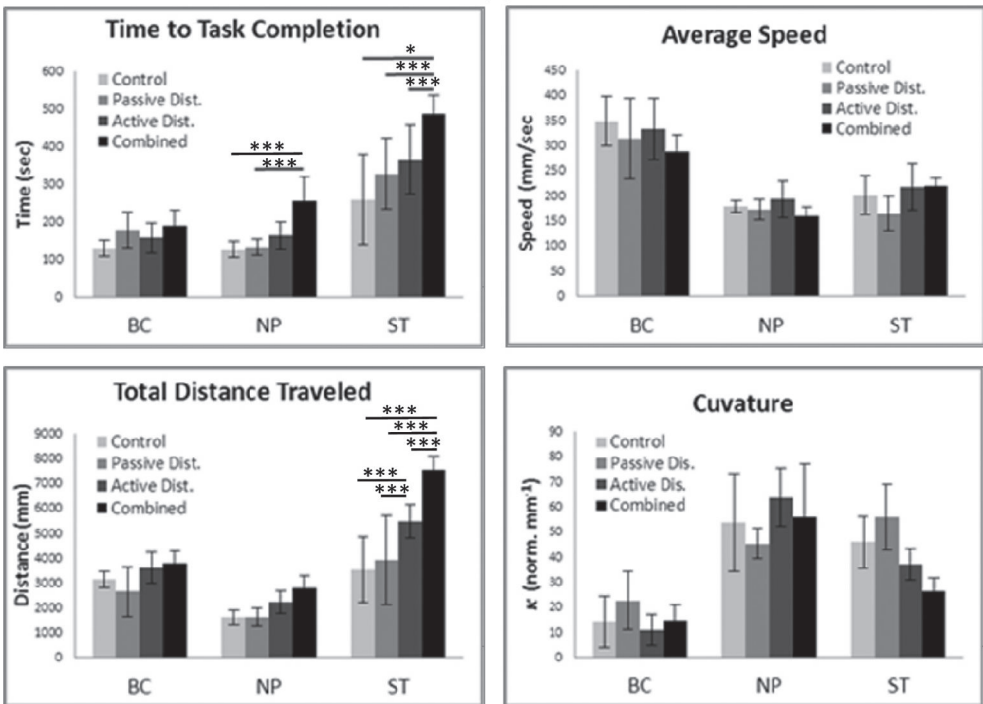 Time to Task Completion
*
***
***
***
***
600
500
400
300
200
100
0
Time (sec)
Control
Passive Dist.
Active Dist.
Combined
BC NP ST
Average Speed
450
400
350
300
250
200
150
100
50
0
Speed (mm/sec
Control
Passive Dist.
Active Dist.
Combined
BC NP ST
Total Distance Traveled
***
***
***
***
***
9000
8000
7000
6000
5000
4000
3000
2000
1000
0
Distance (mm)
Control
Passive Dist.
Active Dist.
Combined
BC NP ST
Cuvature
90
80
70
60
50
40
30
20
10
0
κ (norm. mm⁻¹)
Control
Passive Dis.
Active Dis.
Combined
BC NP ST